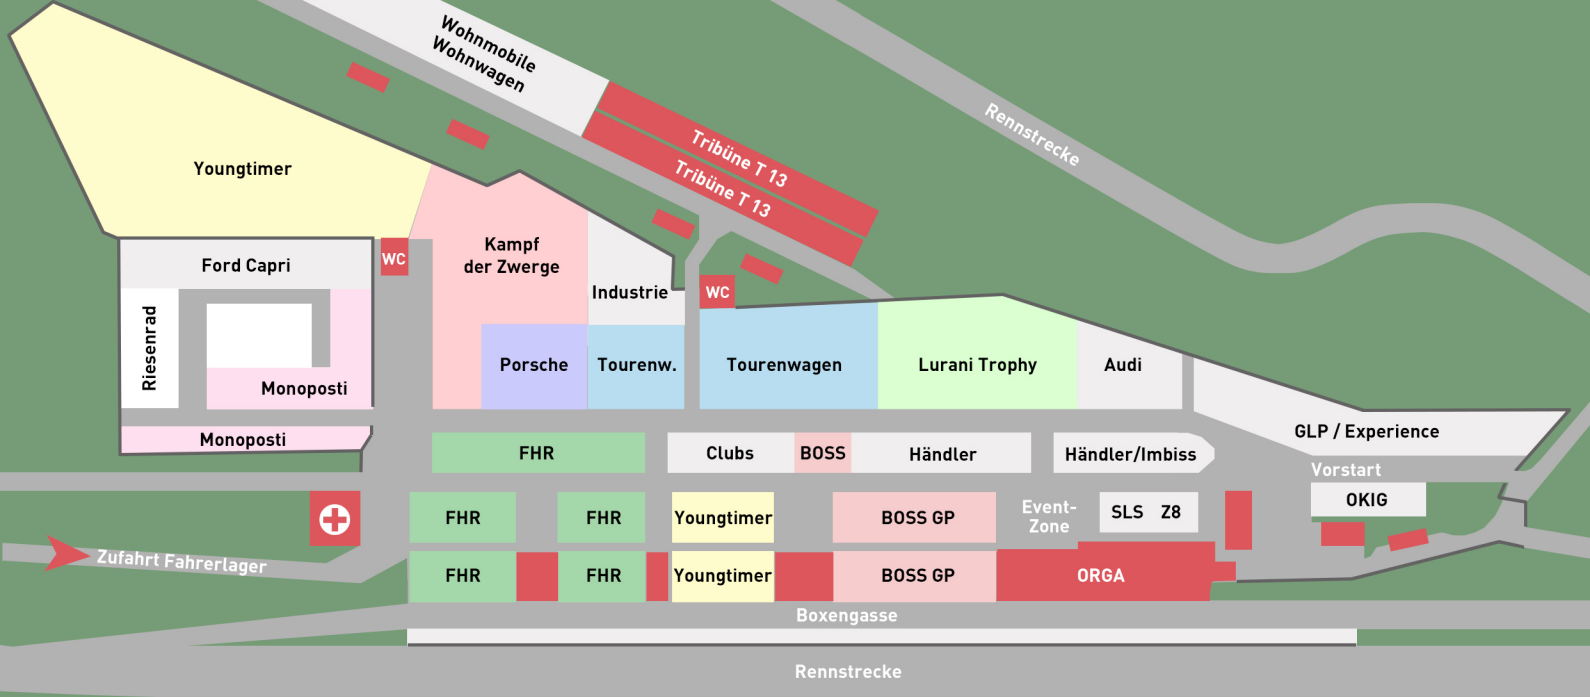 Wohnmobile
Wohnwagen
Rennstrecke
Tribüne T 13
Tribüne T 13
Youngtimer
Kampf
der Zwerge
WC
Ford Capri
Industrie
WC
Riesenrad
Porsche
Tourenw.
Tourenwagen
Lurani Trophy
Audi
Monoposti
Monoposti
GLP / Experience
FHR
Clubs
BOSS
Händler
Händler/Imbiss
Vorstart
OKIG
FHR
FHR
Youngtimer
BOSS GP
Event-
Zone
SLS Z8
Zufahrt Fahrerlager
FHR
FHR
Youngtimer
BOSS GP
ORGA
Boxengasse
Rennstrecke